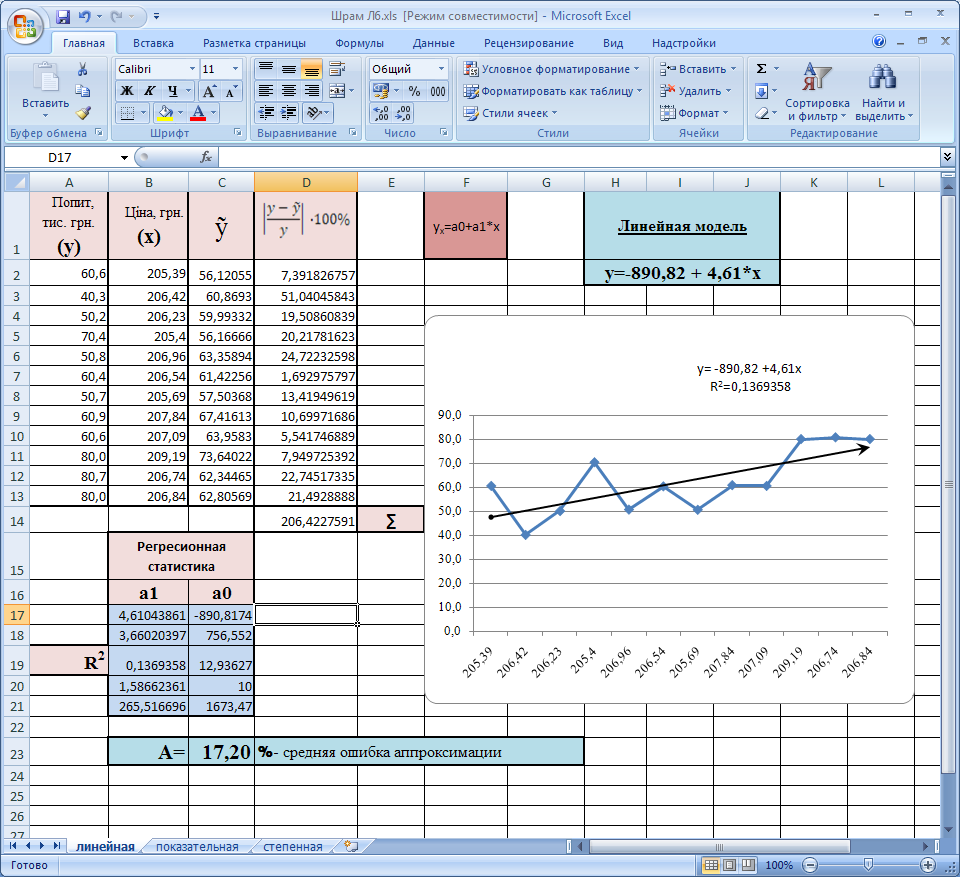 Шрам Лб.xls [Режим совместимости] - Microsoft Excel
Главная Вставка Разметка страницы Формулы Данные Рецензирование Вид Надстройки
Вставить
Буфер обмена
Calibri 11
Ж К Ч
Шрифт
Выравнивание
Общий
% 000
Число
Условное форматирование
Форматировать как таблицу
Стили ячеек
Стили
Вставить
Удалить
Формат
Ячейки
Σ
Сортировка и фильтр
Найти и выделить
Редактирование
D17 fx
A B C D E F G H I J K L
1 Попит, тис. грн. (y) Ціна, грн. (x) ỹ |y − ỹ / y| ·100% yx=a0+a1*x Линейная модель
2 60,6 205,39 56,12055 7,391826757 y=-890,82 + 4,61*x
3 40,3 206,42 60,8693 51,04045843
4 50,2 206,23 59,99332 19,50860839
5 70,4 205,4 56,16666 20,21781623
6 50,8 206,96 63,35894 24,72232598
7 60,4 206,54 61,42256 1,692975797
8 50,7 205,69 57,50368 13,41949619
9 60,9 207,84 67,41613 10,69971686
10 60,6 207,09 63,9583 5,541746889
11 80,0 209,19 73,64022 7,949725392
12 80,7 206,74 62,34465 22,74517335
13 80,0 206,84 62,80569 21,4928888
14 206,4227591 Σ
15 Регресионная статистика
16 a1 a0
17 4,61043861 -890,8174
18 3,66020397 756,552
19 R² 0,1369358 12,93627
20 1,58662361 10
21 265,516696 1673,47
22
23 A= 17,20 %- средняя ошибка аппроксимации
24
25
26
27
y= -890,82 +4,61x
R²=0,1369358
90,0
80,0
70,0
60,0
50,0
40,0
30,0
20,0
10,0
0,0
205,39 206,42 206,23 205,4 206,96 206,54 205,69 207,84 207,09 209,19 206,74 206,84
линейная показательная степенная
Готово 100%